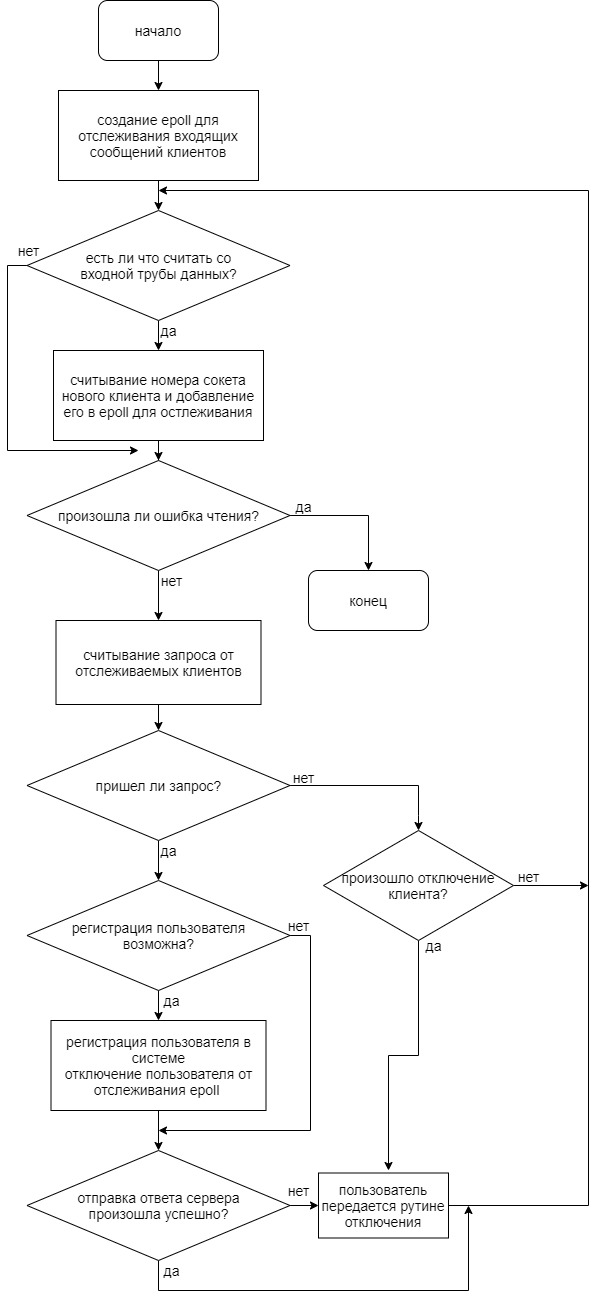 начало
создание epoll для
отслеживания входящих
сообщений клиентов
есть ли что считать со
входной трубы данных?
нет
да
считывание номера сокета
нового клиента и добавление
его в epoll для остлеживания
произошла ли ошибка чтения?
да
нет
конец
считывание запроса от
отслеживаемых клиентов
пришел ли запрос?
нет
да
произошло отключение
клиента?
нет
да
регистрация пользователя
возможна?
нет
да
регистрация пользователя в
системе
отключение пользователя от
отслеживания epoll
отправка ответа сервера
произошла успешно?
нет
да
пользователь
передается рутине
отключения